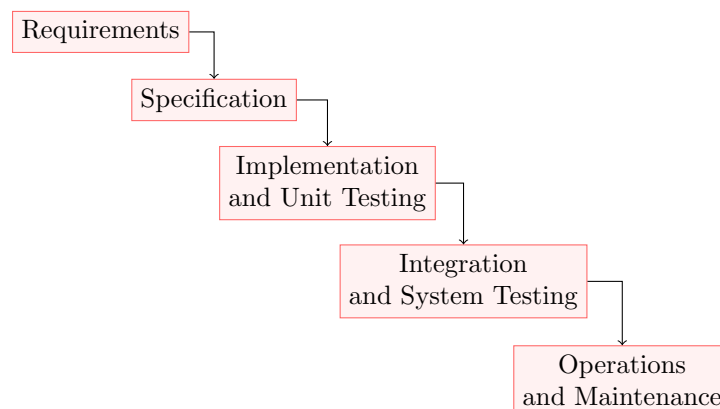 Requirements
Specification
Implementation
and Unit Testing
Integration
and System Testing
Operations
and Maintenance